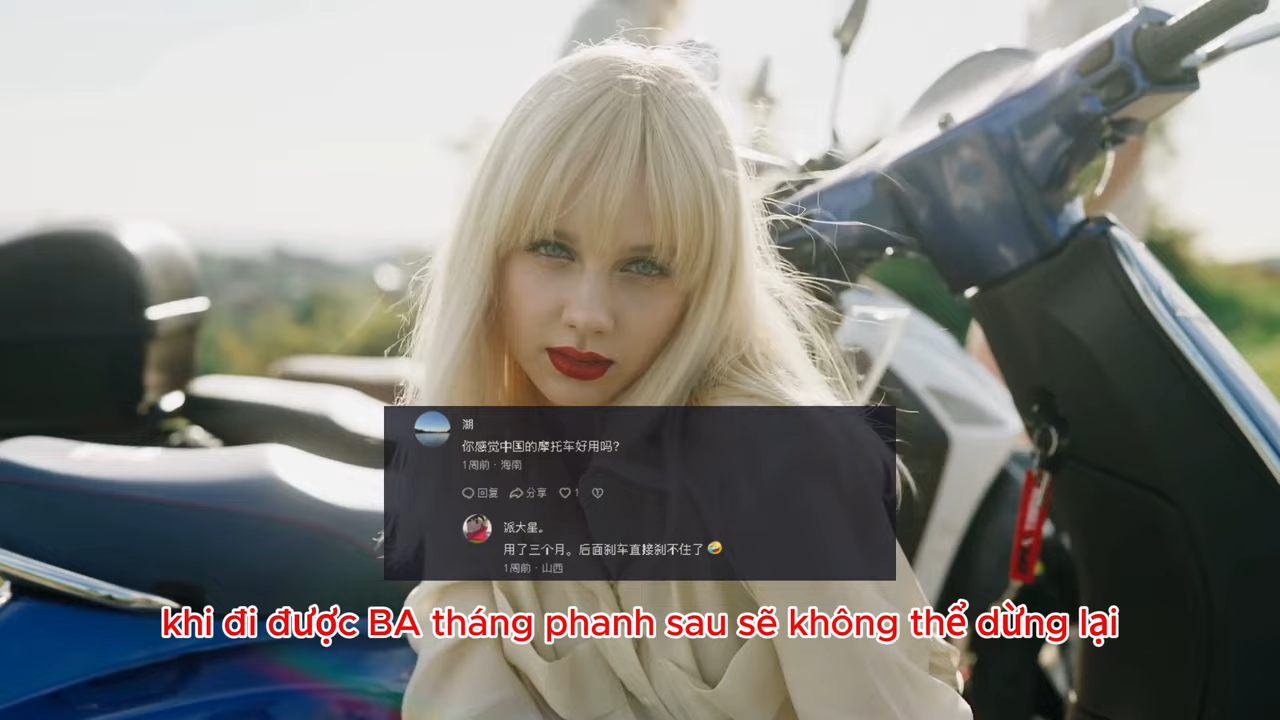 湖
你感觉中国的摩托车好用吗?
1周前 · 海南
回复 分享 1
派大星。
用了三个月。后面刹车直接刹不住了🤣
1周前 · 山西
khi đi được BA tháng phanh sau sẽ không thể dừng lại